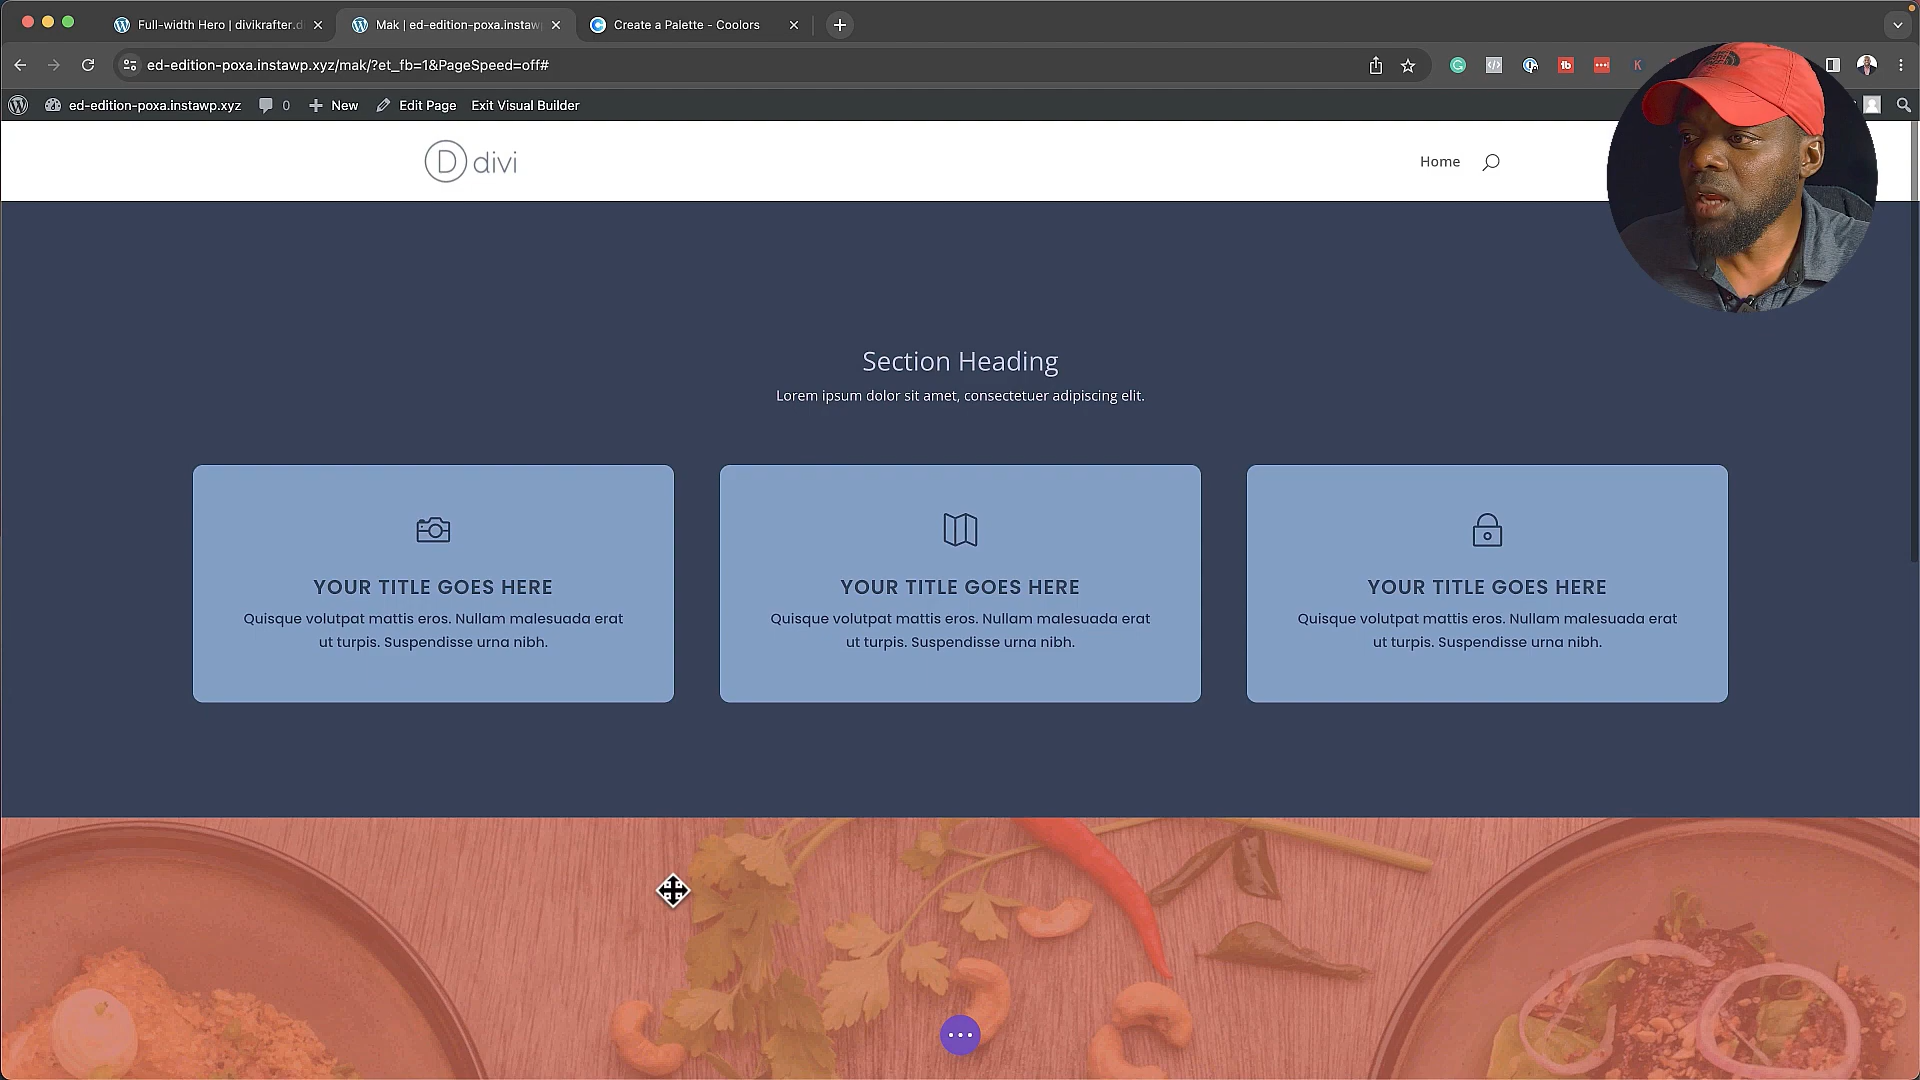 Full-width Hero | divikrafter.d
Mak | ed-edition-poxa.instaw
Create a Palette - Coolors
ed-edition-poxa.instawp.xyz/mak/?et_fb=1&PageSpeed=off#
ed-edition-poxa.instawp.xyz 0 New Edit Page Exit Visual Builder
D divi
Home
Section Heading
Lorem ipsum dolor sit amet, consectetuer adipiscing elit.
YOUR TITLE GOES HERE
Quisque volutpat mattis eros. Nullam malesuada erat
ut turpis. Suspendisse urna nibh.
YOUR TITLE GOES HERE
Quisque volutpat mattis eros. Nullam malesuada erat
ut turpis. Suspendisse urna nibh.
YOUR TITLE GOES HERE
Quisque volutpat mattis eros. Nullam malesuada erat
ut turpis. Suspendisse urna nibh.